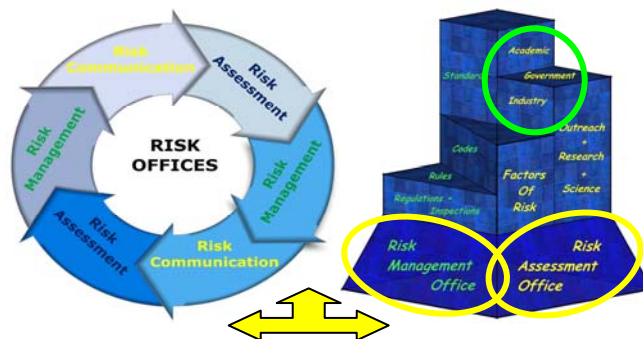 Risk
Communication
Risk
Assessment
Risk
Management
Risk
Communication
Risk
Assessment
Risk
Management
RISK
OFFICES
Academic
Standard
Government
Industry
Outreach
+
Research
+
Science
Codes
Rules
Regulations -
Inspections
Factors
Of
Risk
Risk
Management
Office
Risk
Assessment
Office